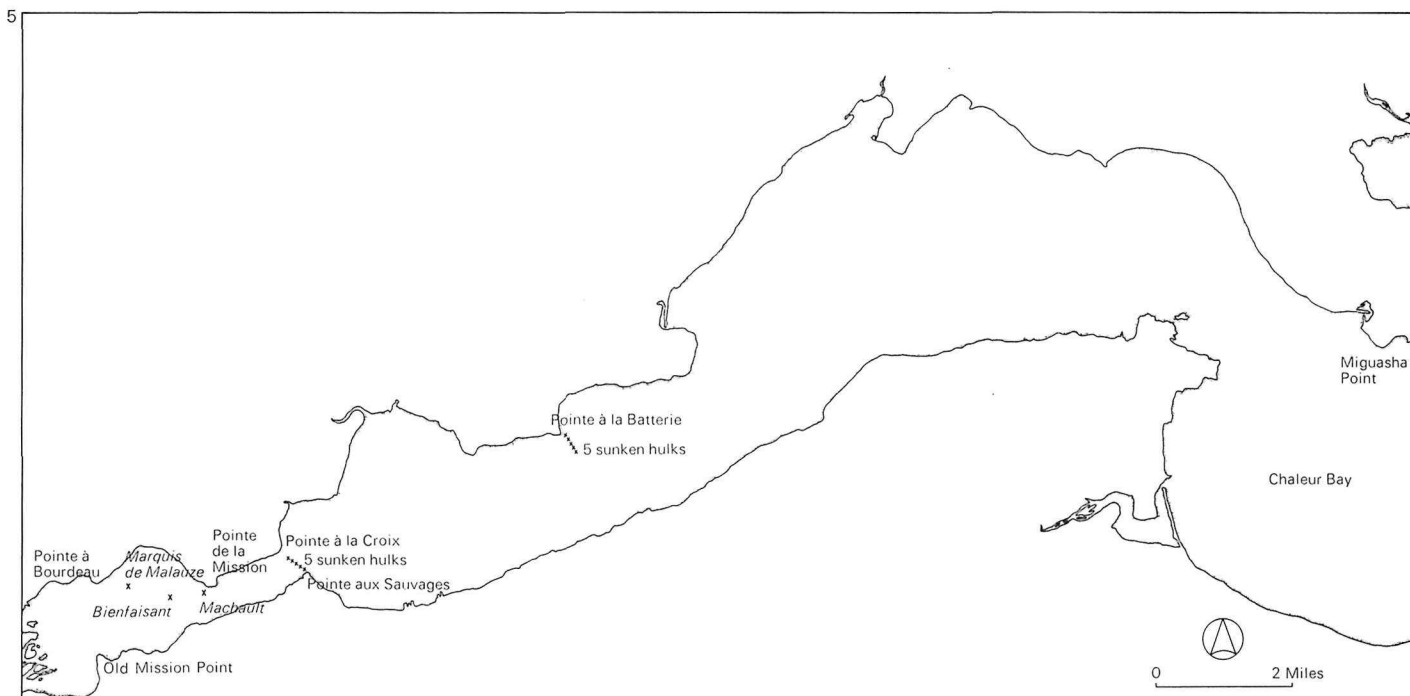 5
Miguasha
Point
Pointe à la Batterie
5 sunken hulks
Chaleur Bay
Pointe à
Bourdeau
Marquis
de Malauze
Pointe
de la
Mission
Pointe à la Croix
5 sunken hulks
Pointe aux Sauvages
Bienfaisant
Machault
Old Mission Point
0
2 Miles